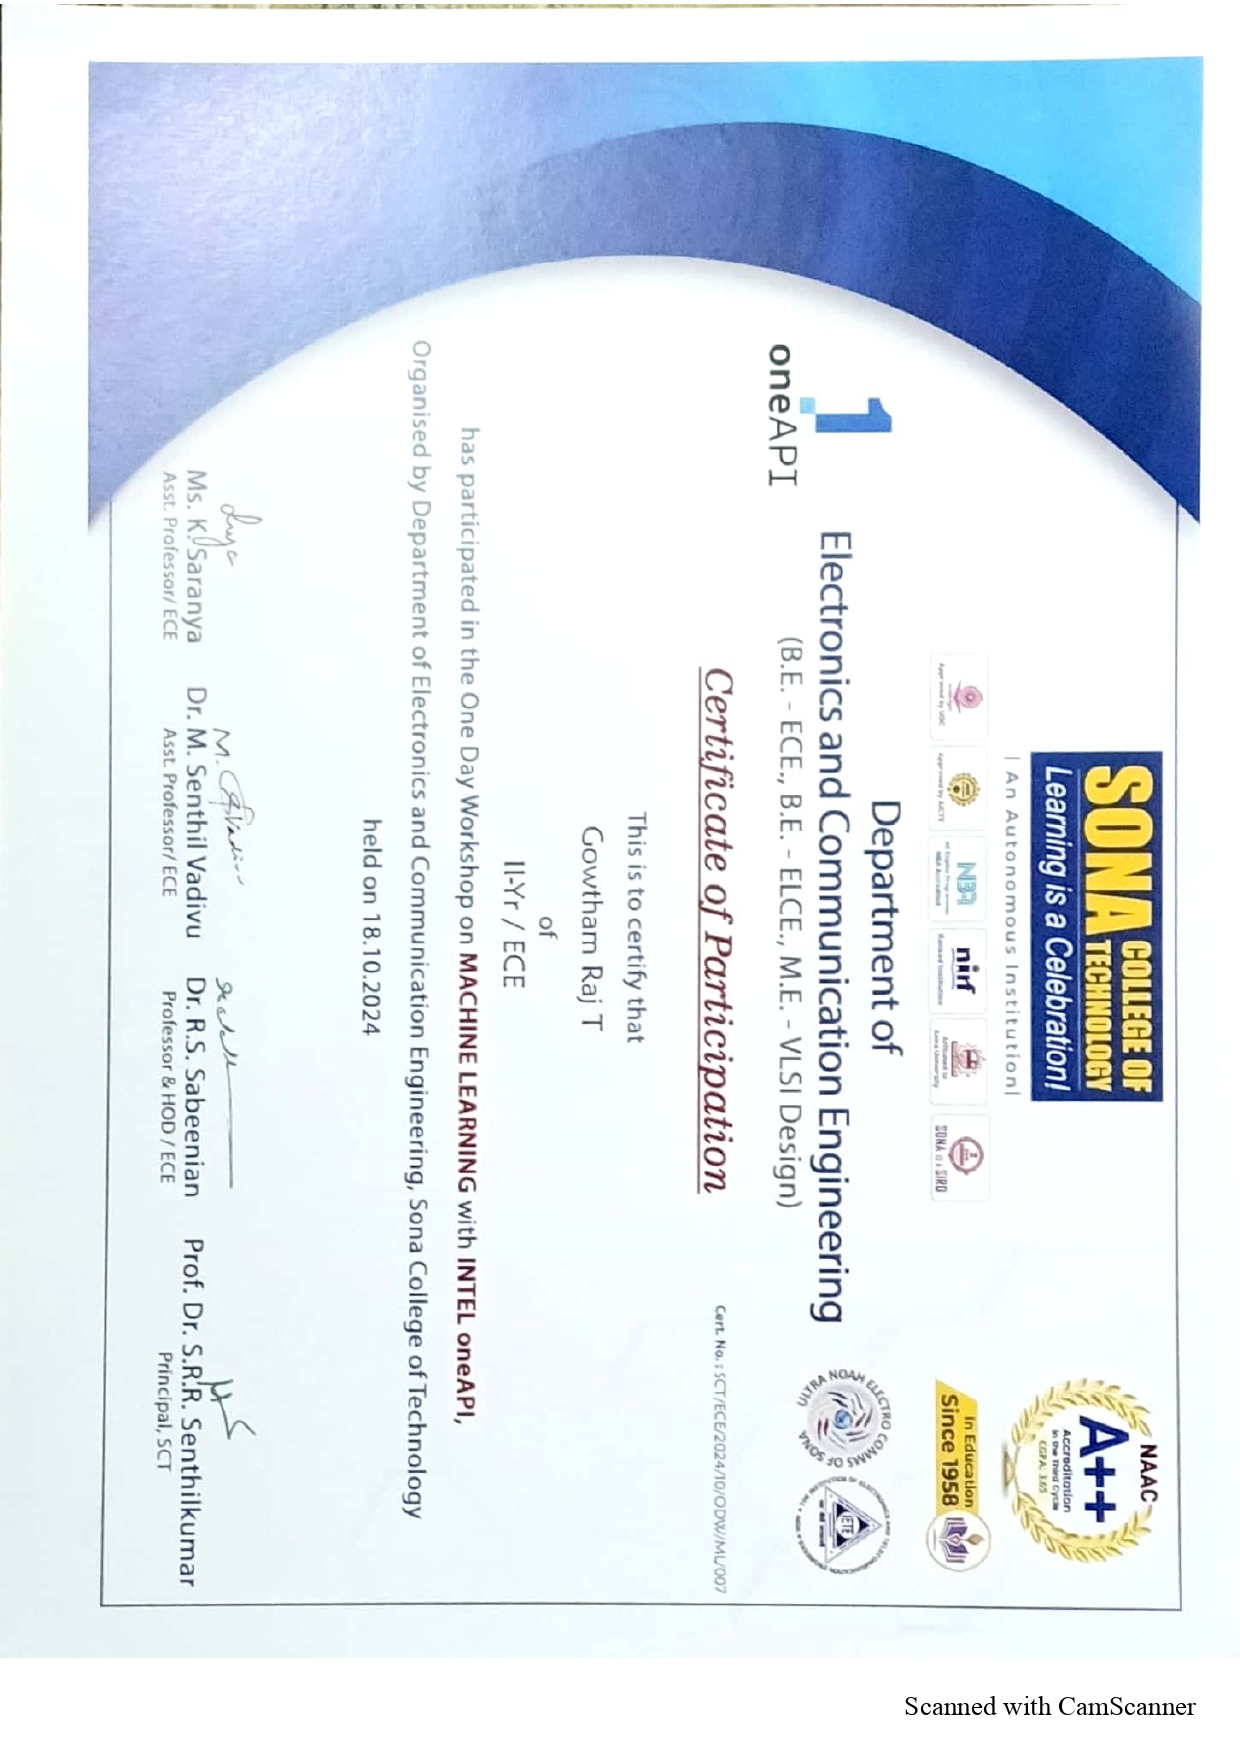 SONA COLLEGE OF TECHNOLOGY
Learning is a Celebration!
| An Autonomous Institution|
NAAC
A++
Accreditation
in the Third Cycle
CGPA: 3.65
In Education
Since 1958
Approved by UGC
Approved by AICTE
NBA
NBA Accredited
nirf
Ranked Institution
Affiliated to
Anna University
SONA is a SIRO
1
oneAPI
Department of
Electronics and Communication Engineering
(B.E. - ECE., B.E. - ELCE., M.E. - VLSI Design)
ULTRA NOAH ELECTRO COMMS OF SONA
IETE
Certificate of Participation
Cert. No. : SCT/ECE/2024/10/ODW/ML/007
This is to certify that
Gowtham Raj T
of
II-Yr / ECE
has participated in the One Day Workshop on MACHINE LEARNING with INTEL oneAPI,
Organised by Department of Electronics and Communication Engineering, Sona College of Technology
held on 18.10.2024
Ms. K. Saranya
Asst. Professor/ ECE
Dr. M. Senthil Vadivu
Asst. Professor/ ECE
Dr. R.S. Sabeenian
Professor & HOD / ECE
Prof. Dr. S.R.R. Senthilkumar
Principal, SCT
Scanned with CamScanner